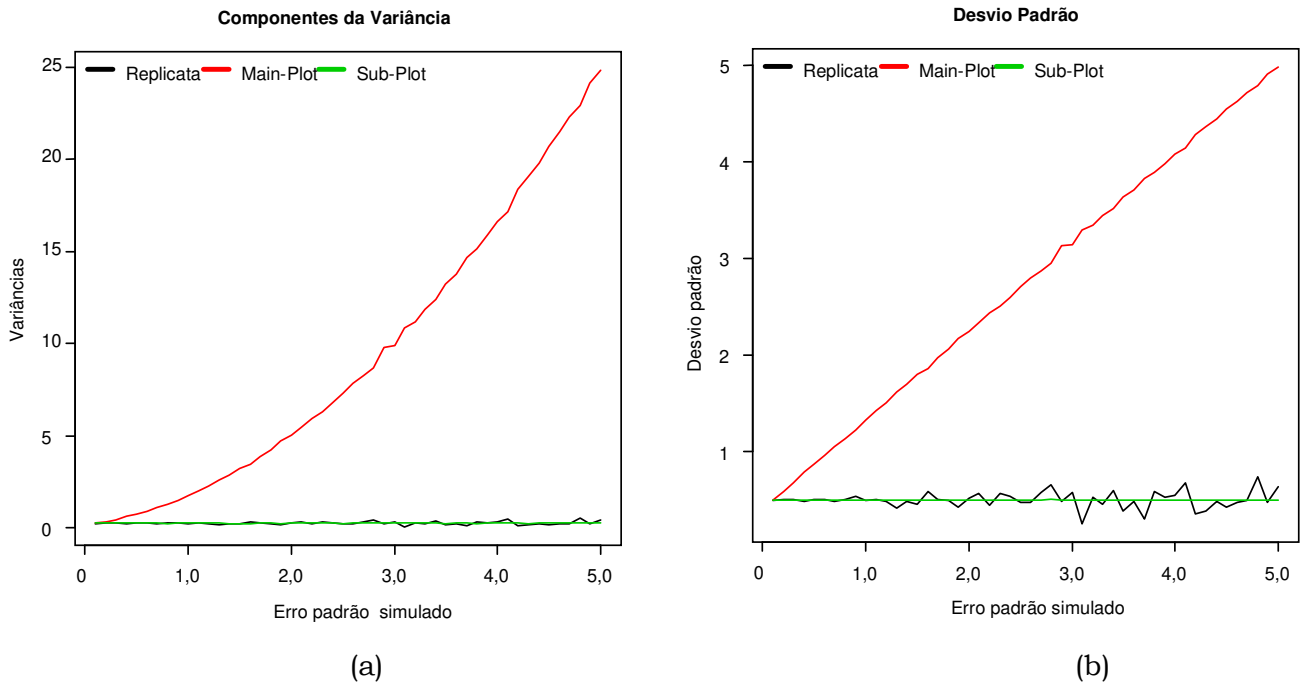 Componentes da Variância
Replicata Main-Plot Sub-Plot
25
20
15
10
5
0
Variâncias
0 1,0 2,0 3,0 4,0 5,0
Erro padrão simulado
(a)
Desvio Padrão
Replicata Main-Plot Sub-Plot
5
4
3
2
1
Desvio padrão
0 1,0 2,0 3,0 4,0 5,0
Erro padrão simulado
(b)